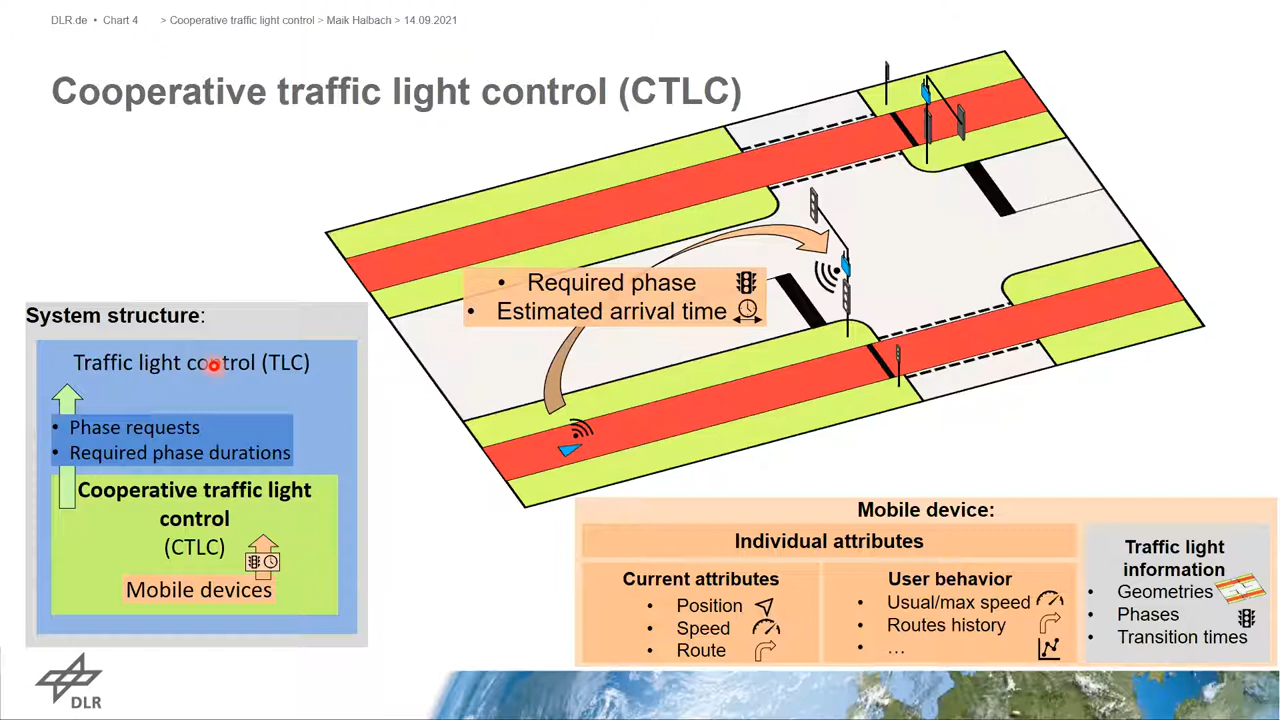 DLR.de • Chart 4 > Cooperative traffic light control > Maik Halbach > 14.09.2021
Cooperative traffic light control (CTLC)
• Required phase
• Estimated arrival time
System structure:
Traffic light control (TLC)
• Phase requests
• Required phase durations
Cooperative traffic light
control
(CTLC)
Mobile devices
Mobile device:
Individual attributes
Current attributes
• Position
• Speed
• Route
User behavior
• Usual/max speed
• Routes history
• ...
Traffic light
information
• Geometries
• Phases
• Transition times
DLR